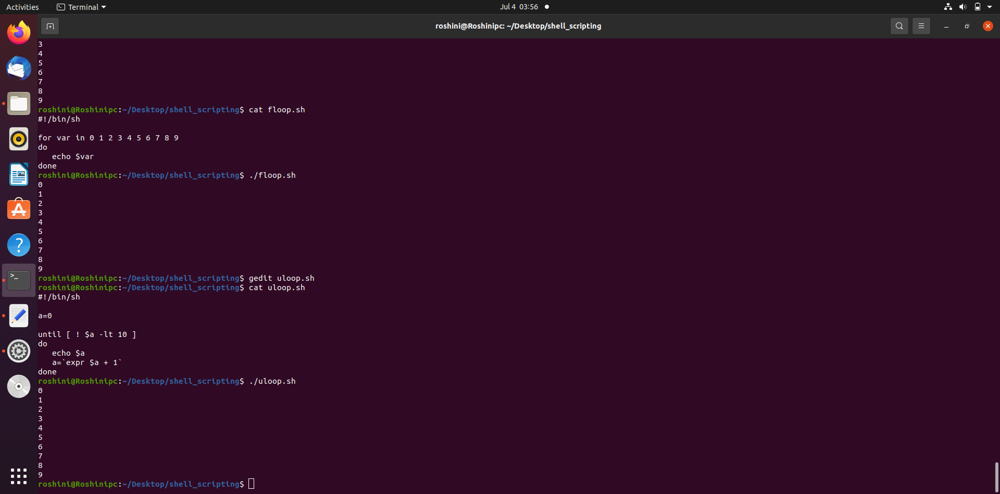 Activities
Terminal
Jul 4 03:56
roshini@Roshinipc: ~/Desktop/shell_scripting
3
4
5
6
7
8
9
roshini@Roshinipc:~/Desktop/shell_scripting$ cat floop.sh
#!/bin/sh
for var in 0 1 2 3 4 5 6 7 8 9
do
   echo $var
done
roshini@Roshinipc:~/Desktop/shell_scripting$ ./floop.sh
0
1
2
3
4
5
6
7
8
9
roshini@Roshinipc:~/Desktop/shell_scripting$ gedit uloop.sh
roshini@Roshinipc:~/Desktop/shell_scripting$ cat uloop.sh
#!/bin/sh
a=0
until [ ! $a -lt 10 ]
do
   echo $a
   a=`expr $a + 1`
done
roshini@Roshinipc:~/Desktop/shell_scripting$ ./uloop.sh
0
1
2
3
4
5
6
7
8
9
roshini@Roshinipc:~/Desktop/shell_scripting$